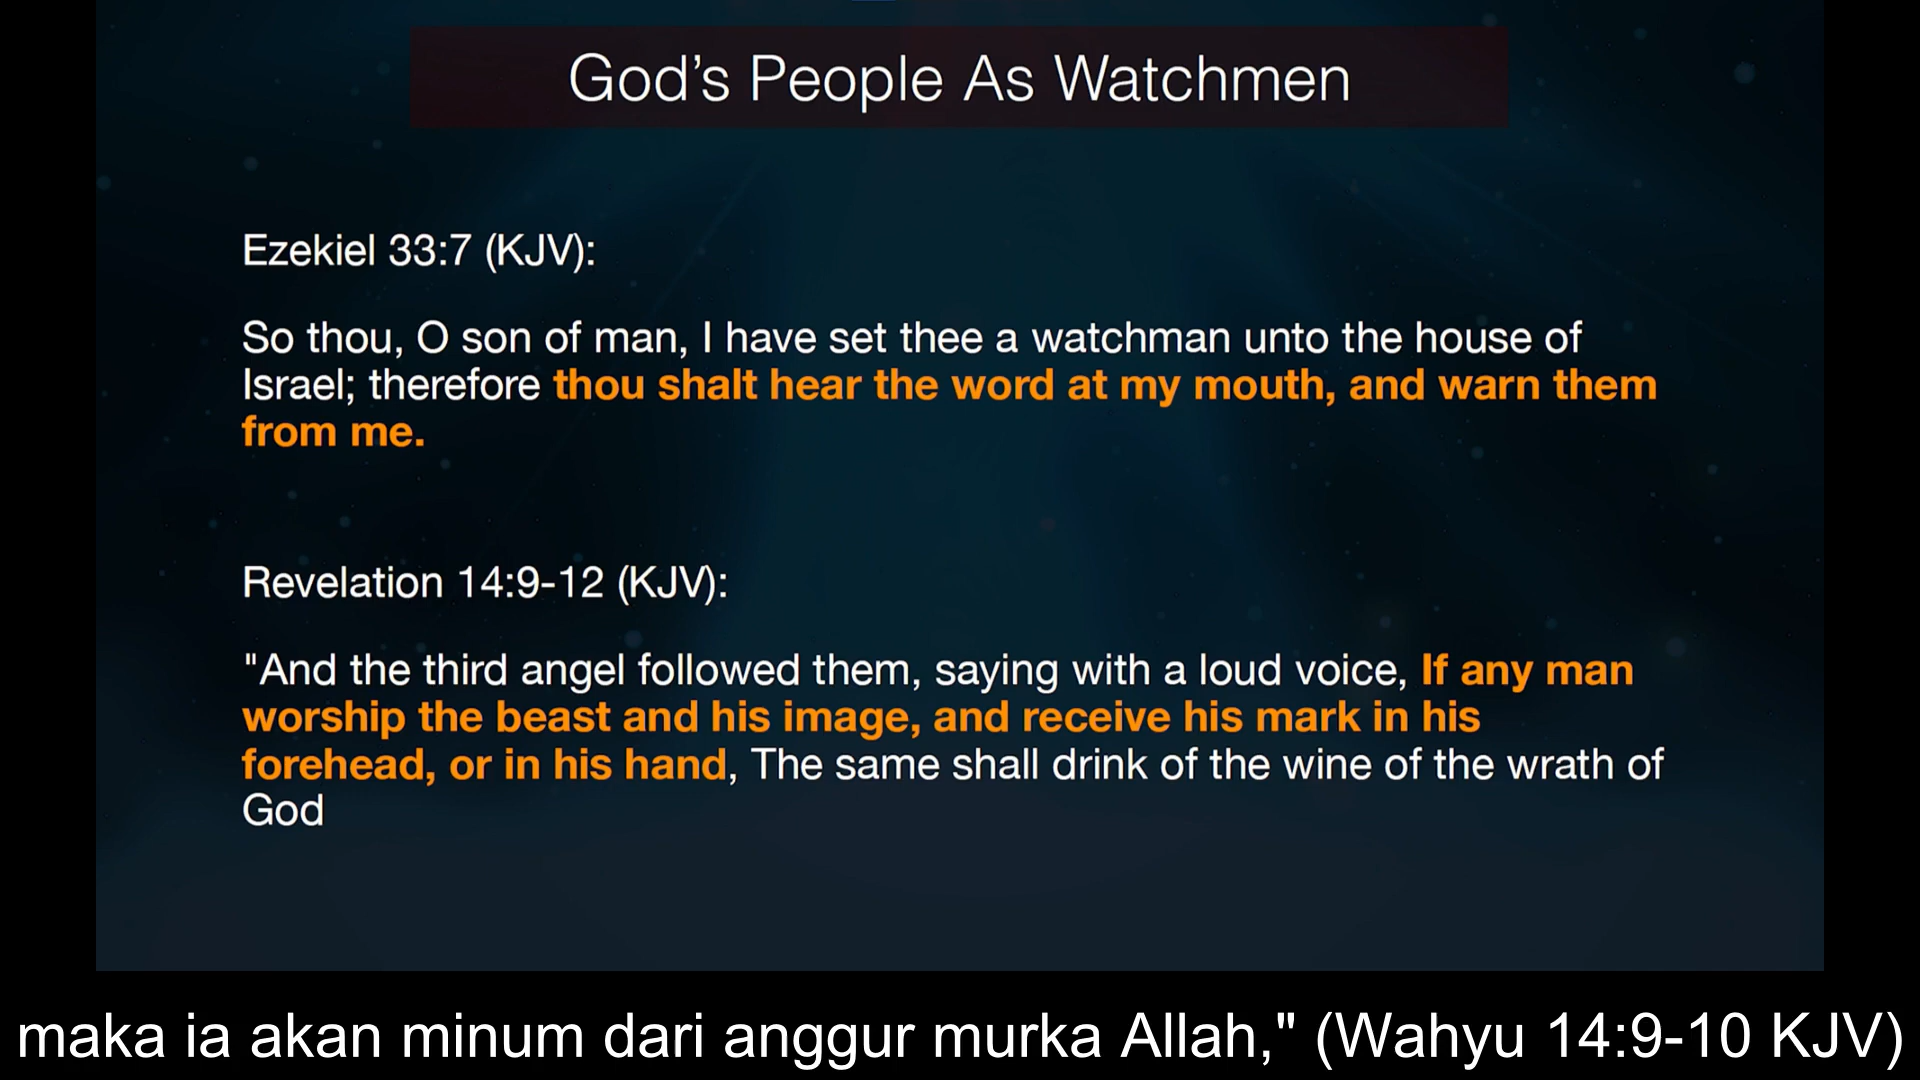 God’s People As Watchmen
Ezekiel 33:7 (KJV):
So thou, O son of man, I have set thee a watchman unto the house of
Israel; therefore thou shalt hear the word at my mouth, and warn them
from me.
Revelation 14:9-12 (KJV):
"And the third angel followed them, saying with a loud voice, If any man
worship the beast and his image, and receive his mark in his
forehead, or in his hand, The same shall drink of the wine of the wrath of
God
maka ia akan minum dari anggur murka Allah," (Wahyu 14:9-10 KJV)